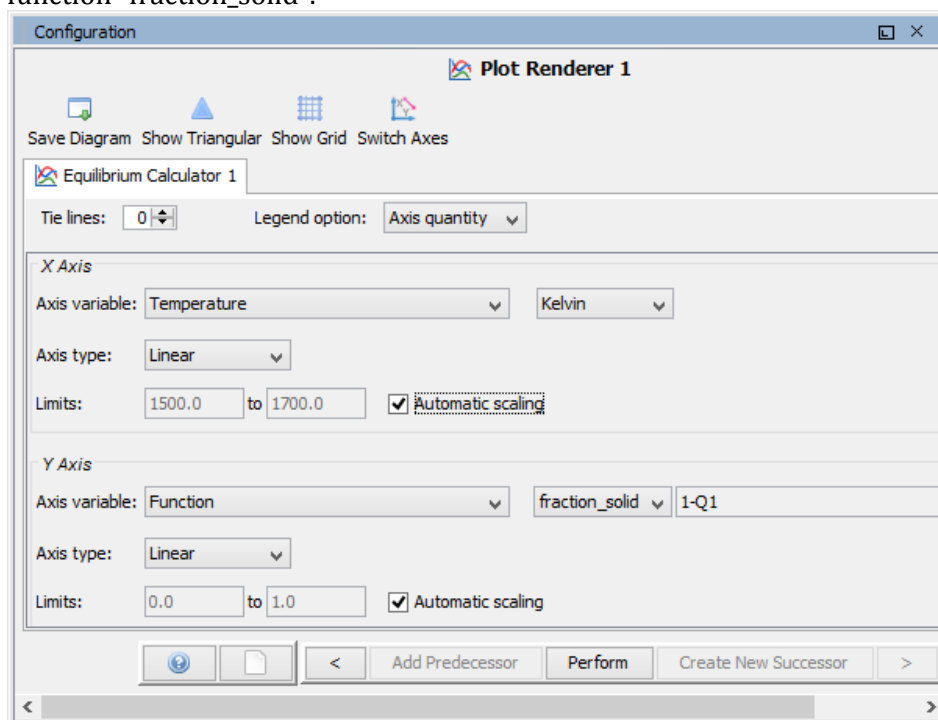 function "fraction_solid".
Configuration
Plot Renderer 1
Save Diagram Show Triangular Show Grid Switch Axes
Equilibrium Calculator 1
Tie lines: 0 Legend option: Axis quantity
X Axis
Axis variable: Temperature Kelvin
Axis type: Linear
Limits: 1500.0 to 1700.0 Automatic scaling
Y Axis
Axis variable: Function fraction_solid 1-Q1
Axis type: Linear
Limits: 0.0 to 1.0 Automatic scaling
< Add Predecessor Perform Create New Successor >